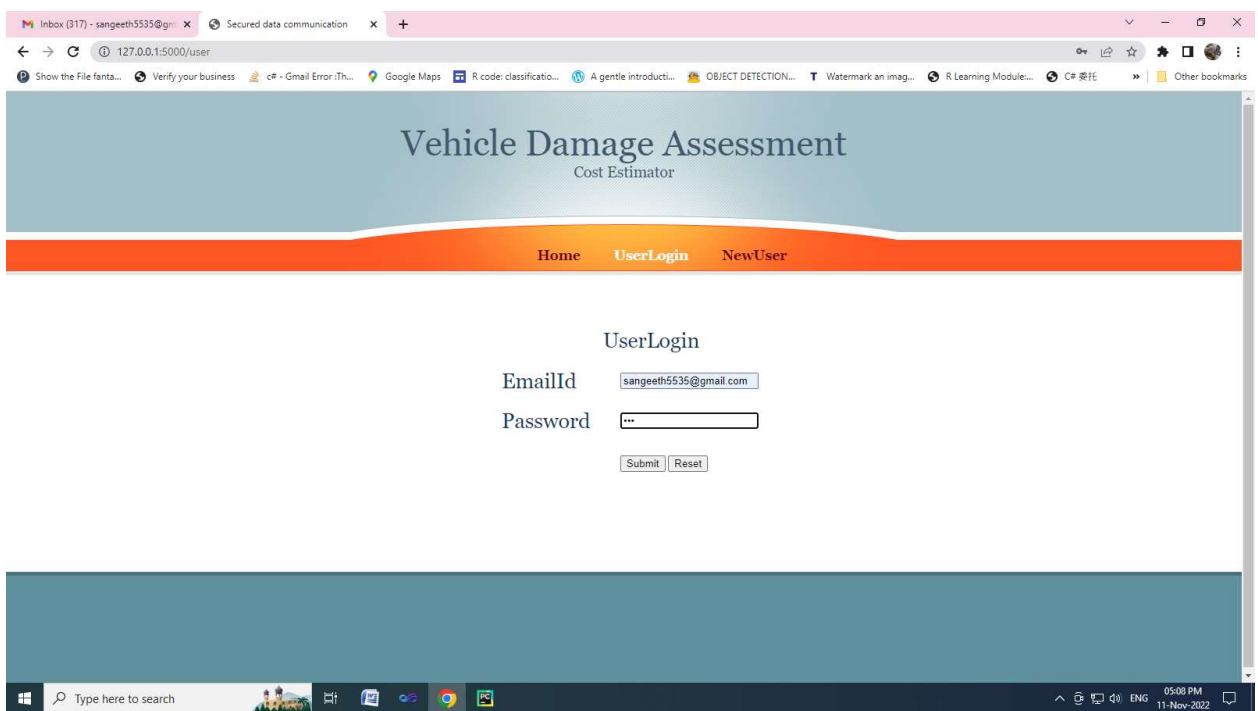 Inbox (317) - sangeeth5535@gm
Secured data communication
127.0.0.1:5000/user
Show the File fanta... Verify your business c# - Gmail Error :Th... Google Maps R code: classificatio... A gentle introducti... OBJECT DETECTION... T Watermark an imag... R Learning Module:... C# 委托 » Other bookmarks
Vehicle Damage Assessment
Cost Estimator
Home UserLogin NewUser
UserLogin
EmailId sangeeth5535@gmail.com
Password •••
Submit Reset
Type here to search
PC
ENG
05:08 PM
11-Nov-2022